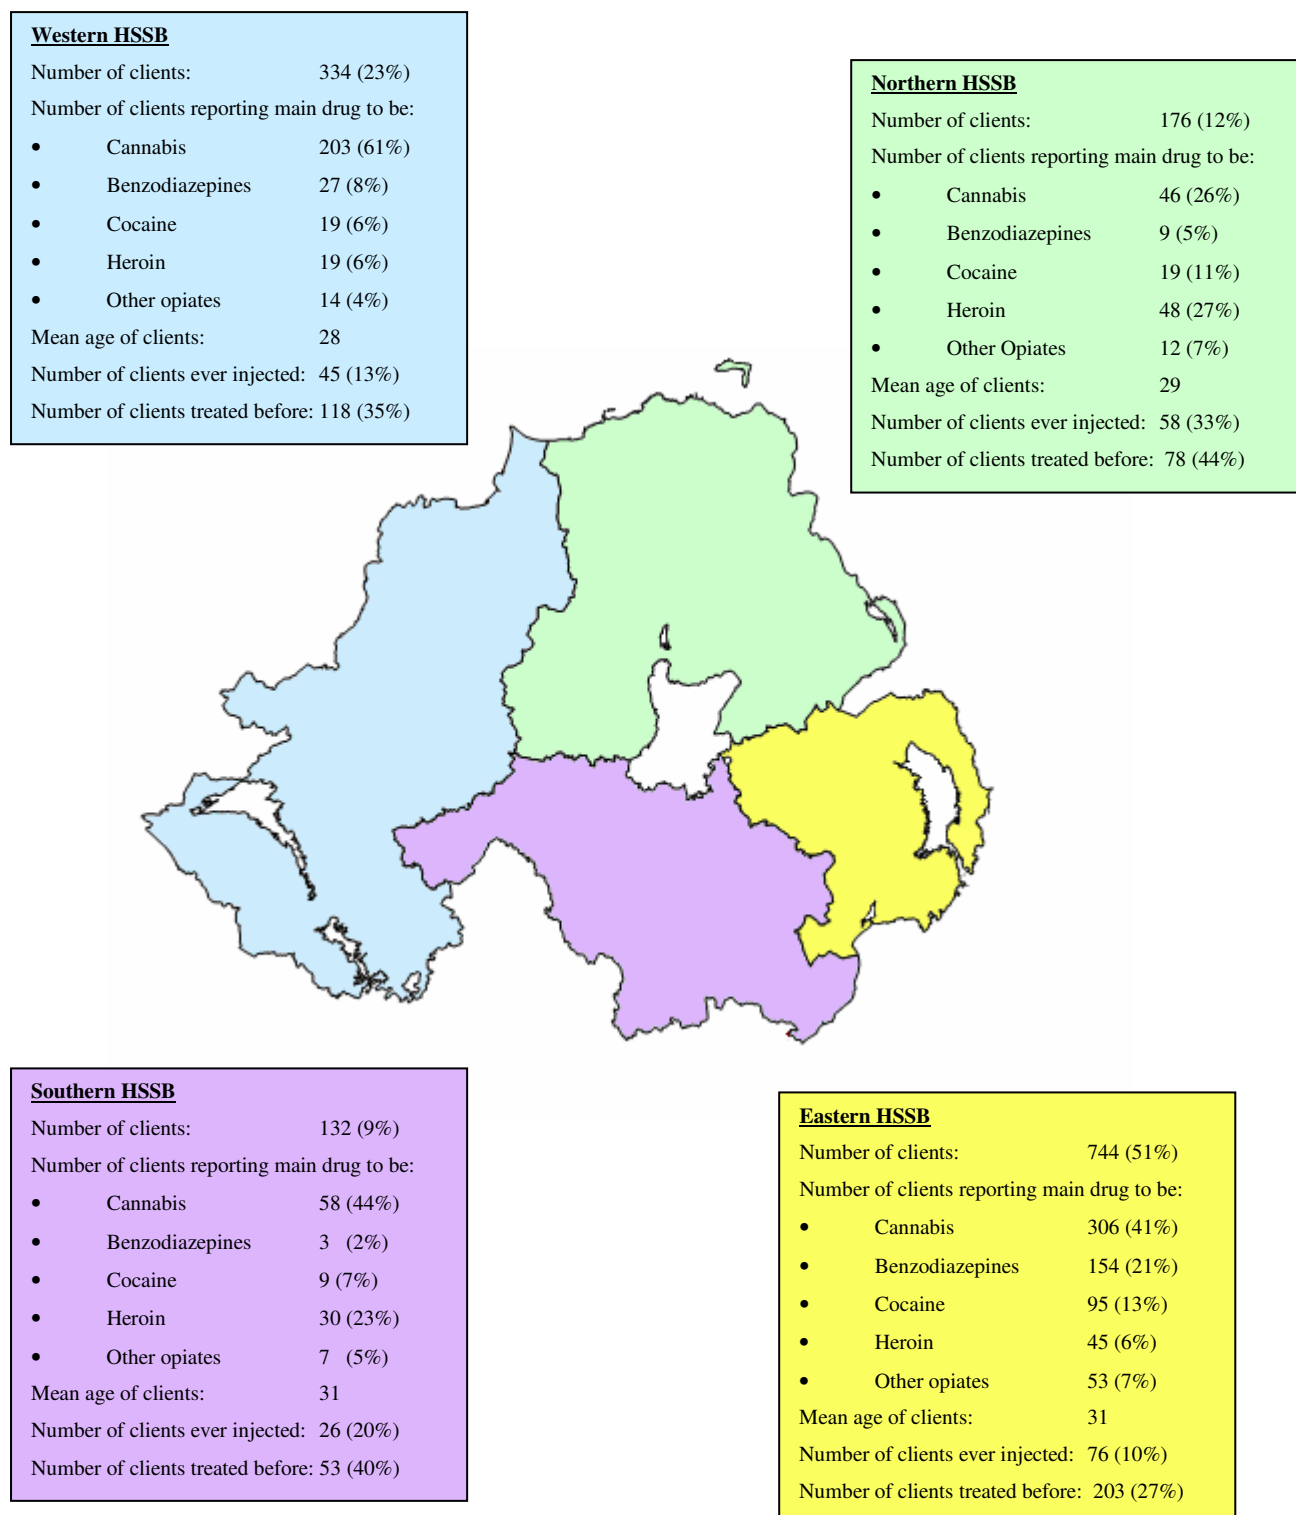 Western HSSB
Number of clients: 334 (23%)
Number of clients reporting main drug to be:
• Cannabis 203 (61%)
• Benzodiazepines 27 (8%)
• Cocaine 19 (6%)
• Heroin 19 (6%)
• Other opiates 14 (4%)
Mean age of clients: 28
Number of clients ever injected: 45 (13%)
Number of clients treated before: 118 (35%)
Northern HSSB
Number of clients: 176 (12%)
Number of clients reporting main drug to be:
• Cannabis 46 (26%)
• Benzodiazepines 9 (5%)
• Cocaine 19 (11%)
• Heroin 48 (27%)
• Other Opiates 12 (7%)
Mean age of clients: 29
Number of clients ever injected: 58 (33%)
Number of clients treated before: 78 (44%)
Southern HSSB
Number of clients: 132 (9%)
Number of clients reporting main drug to be:
• Cannabis 58 (44%)
• Benzodiazepines 3 (2%)
• Cocaine 9 (7%)
• Heroin 30 (23%)
• Other opiates 7 (5%)
Mean age of clients: 31
Number of clients ever injected: 26 (20%)
Number of clients treated before: 53 (40%)
Eastern HSSB
Number of clients: 744 (51%)
Number of clients reporting main drug to be:
• Cannabis 306 (41%)
• Benzodiazepines 154 (21%)
• Cocaine 95 (13%)
• Heroin 45 (6%)
• Other opiates 53 (7%)
Mean age of clients: 31
Number of clients ever injected: 76 (10%)
Number of clients treated before: 203 (27%)